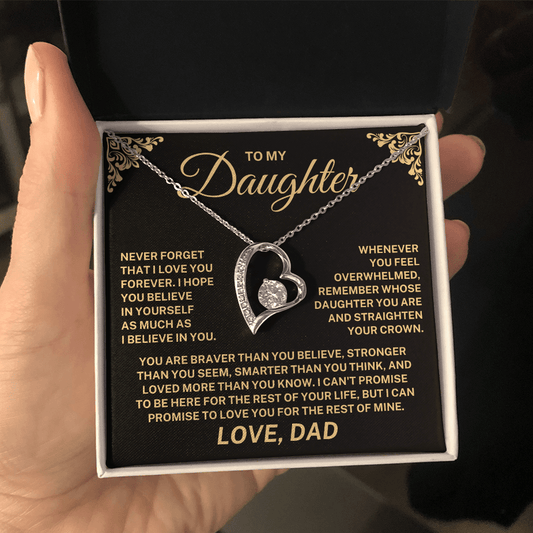 TO MY
Daughter
NEVER FORGET
THAT I LOVE YOU
FOREVER. I HOPE
YOU BELIEVE
IN YOURSELF
AS MUCH AS
I BELIEVE IN YOU.
WHENEVER
YOU FEEL
OVERWHELMED,
REMEMBER WHOSE
DAUGHTER YOU ARE
AND STRAIGHTEN
YOUR CROWN.
YOU ARE BRAVER THAN YOU BELIEVE, STRONGER
THAN YOU SEEM, SMARTER THAN YOU THINK, AND
LOVED MORE THAN YOU KNOW. I CAN'T PROMISE
TO BE HERE FOR THE REST OF YOUR LIFE, BUT I CAN
PROMISE TO LOVE YOU FOR THE REST OF MINE.
LOVE, DAD